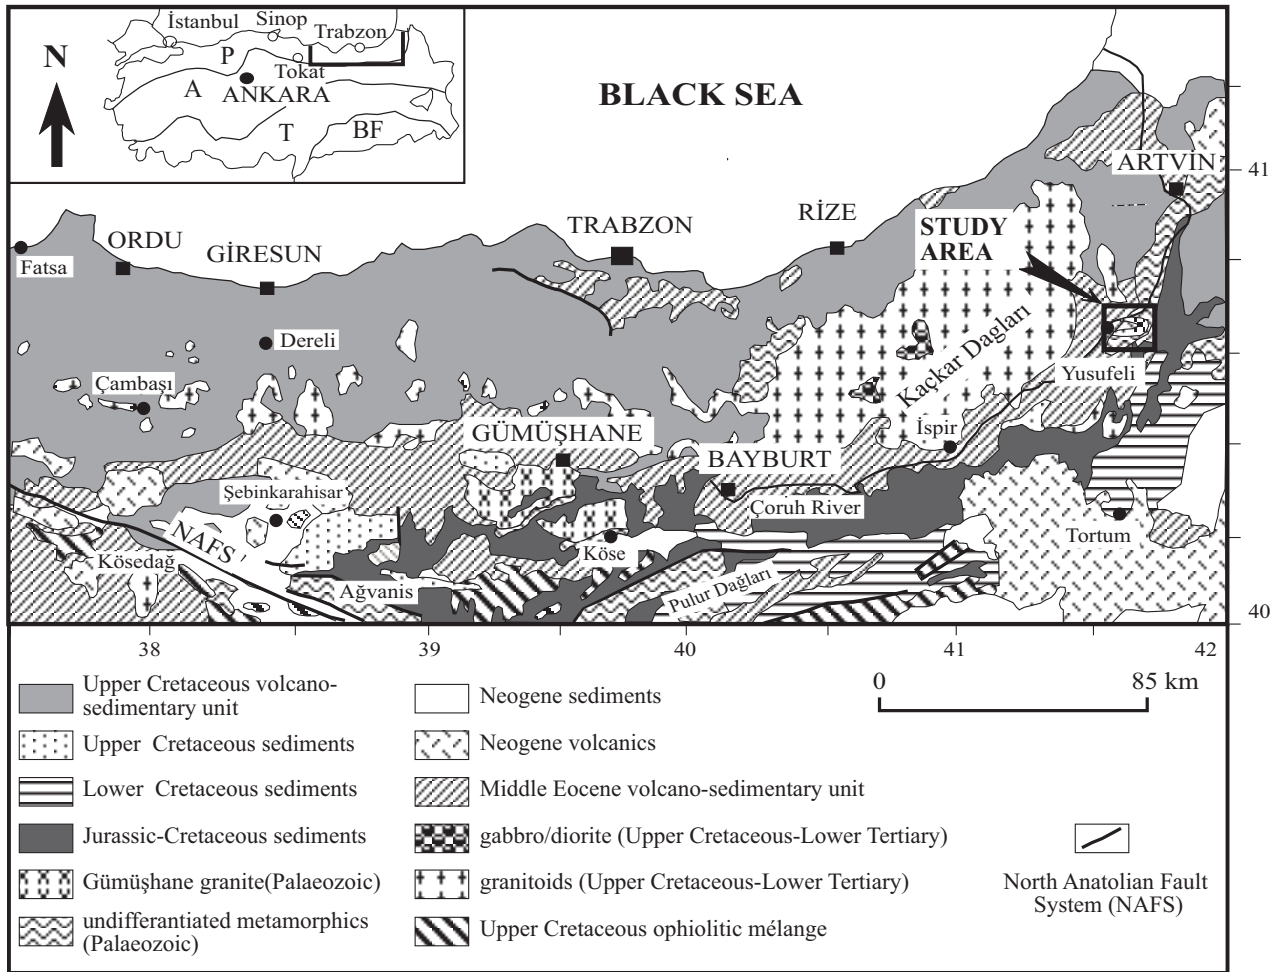 İstanbul
Sinop
Trabzon
N
P
Tokat
A
ANKARA
T
BF
BLACK SEA
ARTVİN
41
TRABZON
RİZE
STUDY
AREA
ORDU
GİRESUN
Fatsa
Dereli
Kaçkar Dagları
Yusufeli
Çambaşı
İspir
GÜMÜŞHANE
BAYBURT
Şebinkarahisar
Çoruh River
NAFS
Tortum
Köse
Kösedağ
Ağvanis
Pulur Dağları
40
38
39
40
41
42
Upper Cretaceous volcano-
sedimentary unit
Upper Cretaceous sediments
Lower Cretaceous sediments
Jurassic-Cretaceous sediments
Gümüşhane granite(Palaeozoic)
undifferantiated metamorphics
(Palaeozoic)
Neogene sediments
Neogene volcanics
Middle Eocene volcano-sedimentary unit
gabbro/diorite (Upper Cretaceous-Lower Tertiary)
granitoids (Upper Cretaceous-Lower Tertiary)
Upper Cretaceous ophiolitic mélange
0
85 km
North Anatolian Fault
System (NAFS)